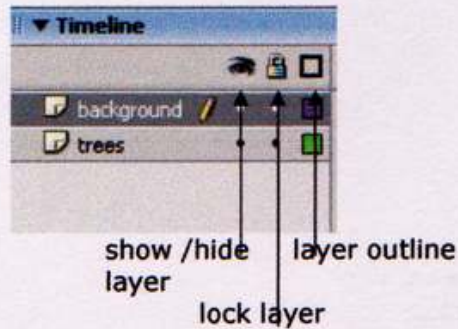 Timeline
background
trees
show /hide layer outline
layer
lock layer